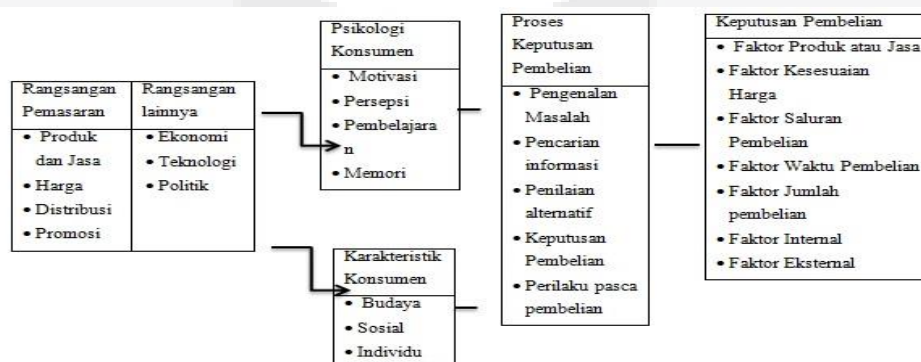 Rangsangan
Pemasaran
• Produk
dan Jasa
• Harga
• Distribusi
• Promosi
Rangsangan
lainnya
• Ekonomi
• Teknologi
• Politik
Psikologi
Konsumen
• Motivasi
• Persepsi
• Pembelajara
n
• Memori
Karakteristik
Konsumen
• Budaya
• Sosial
• Individu
Proses
Keputusan
Pembelian
• Pengenalan
Masalah
• Pencarian
informasi
• Penilaian
alternatif
• Keputusan
Pembelian
• Perilaku pasca
pembelian
Keputusan Pembelian
• Faktor Produk atau Jasa
• Faktor Kesesuaian
Harga
• Faktor Saluran
Pembelian
• Faktor Waktu Pembelian
• Faktor Jumlah
pembelian
• Faktor Internal
• Faktor Eksternal